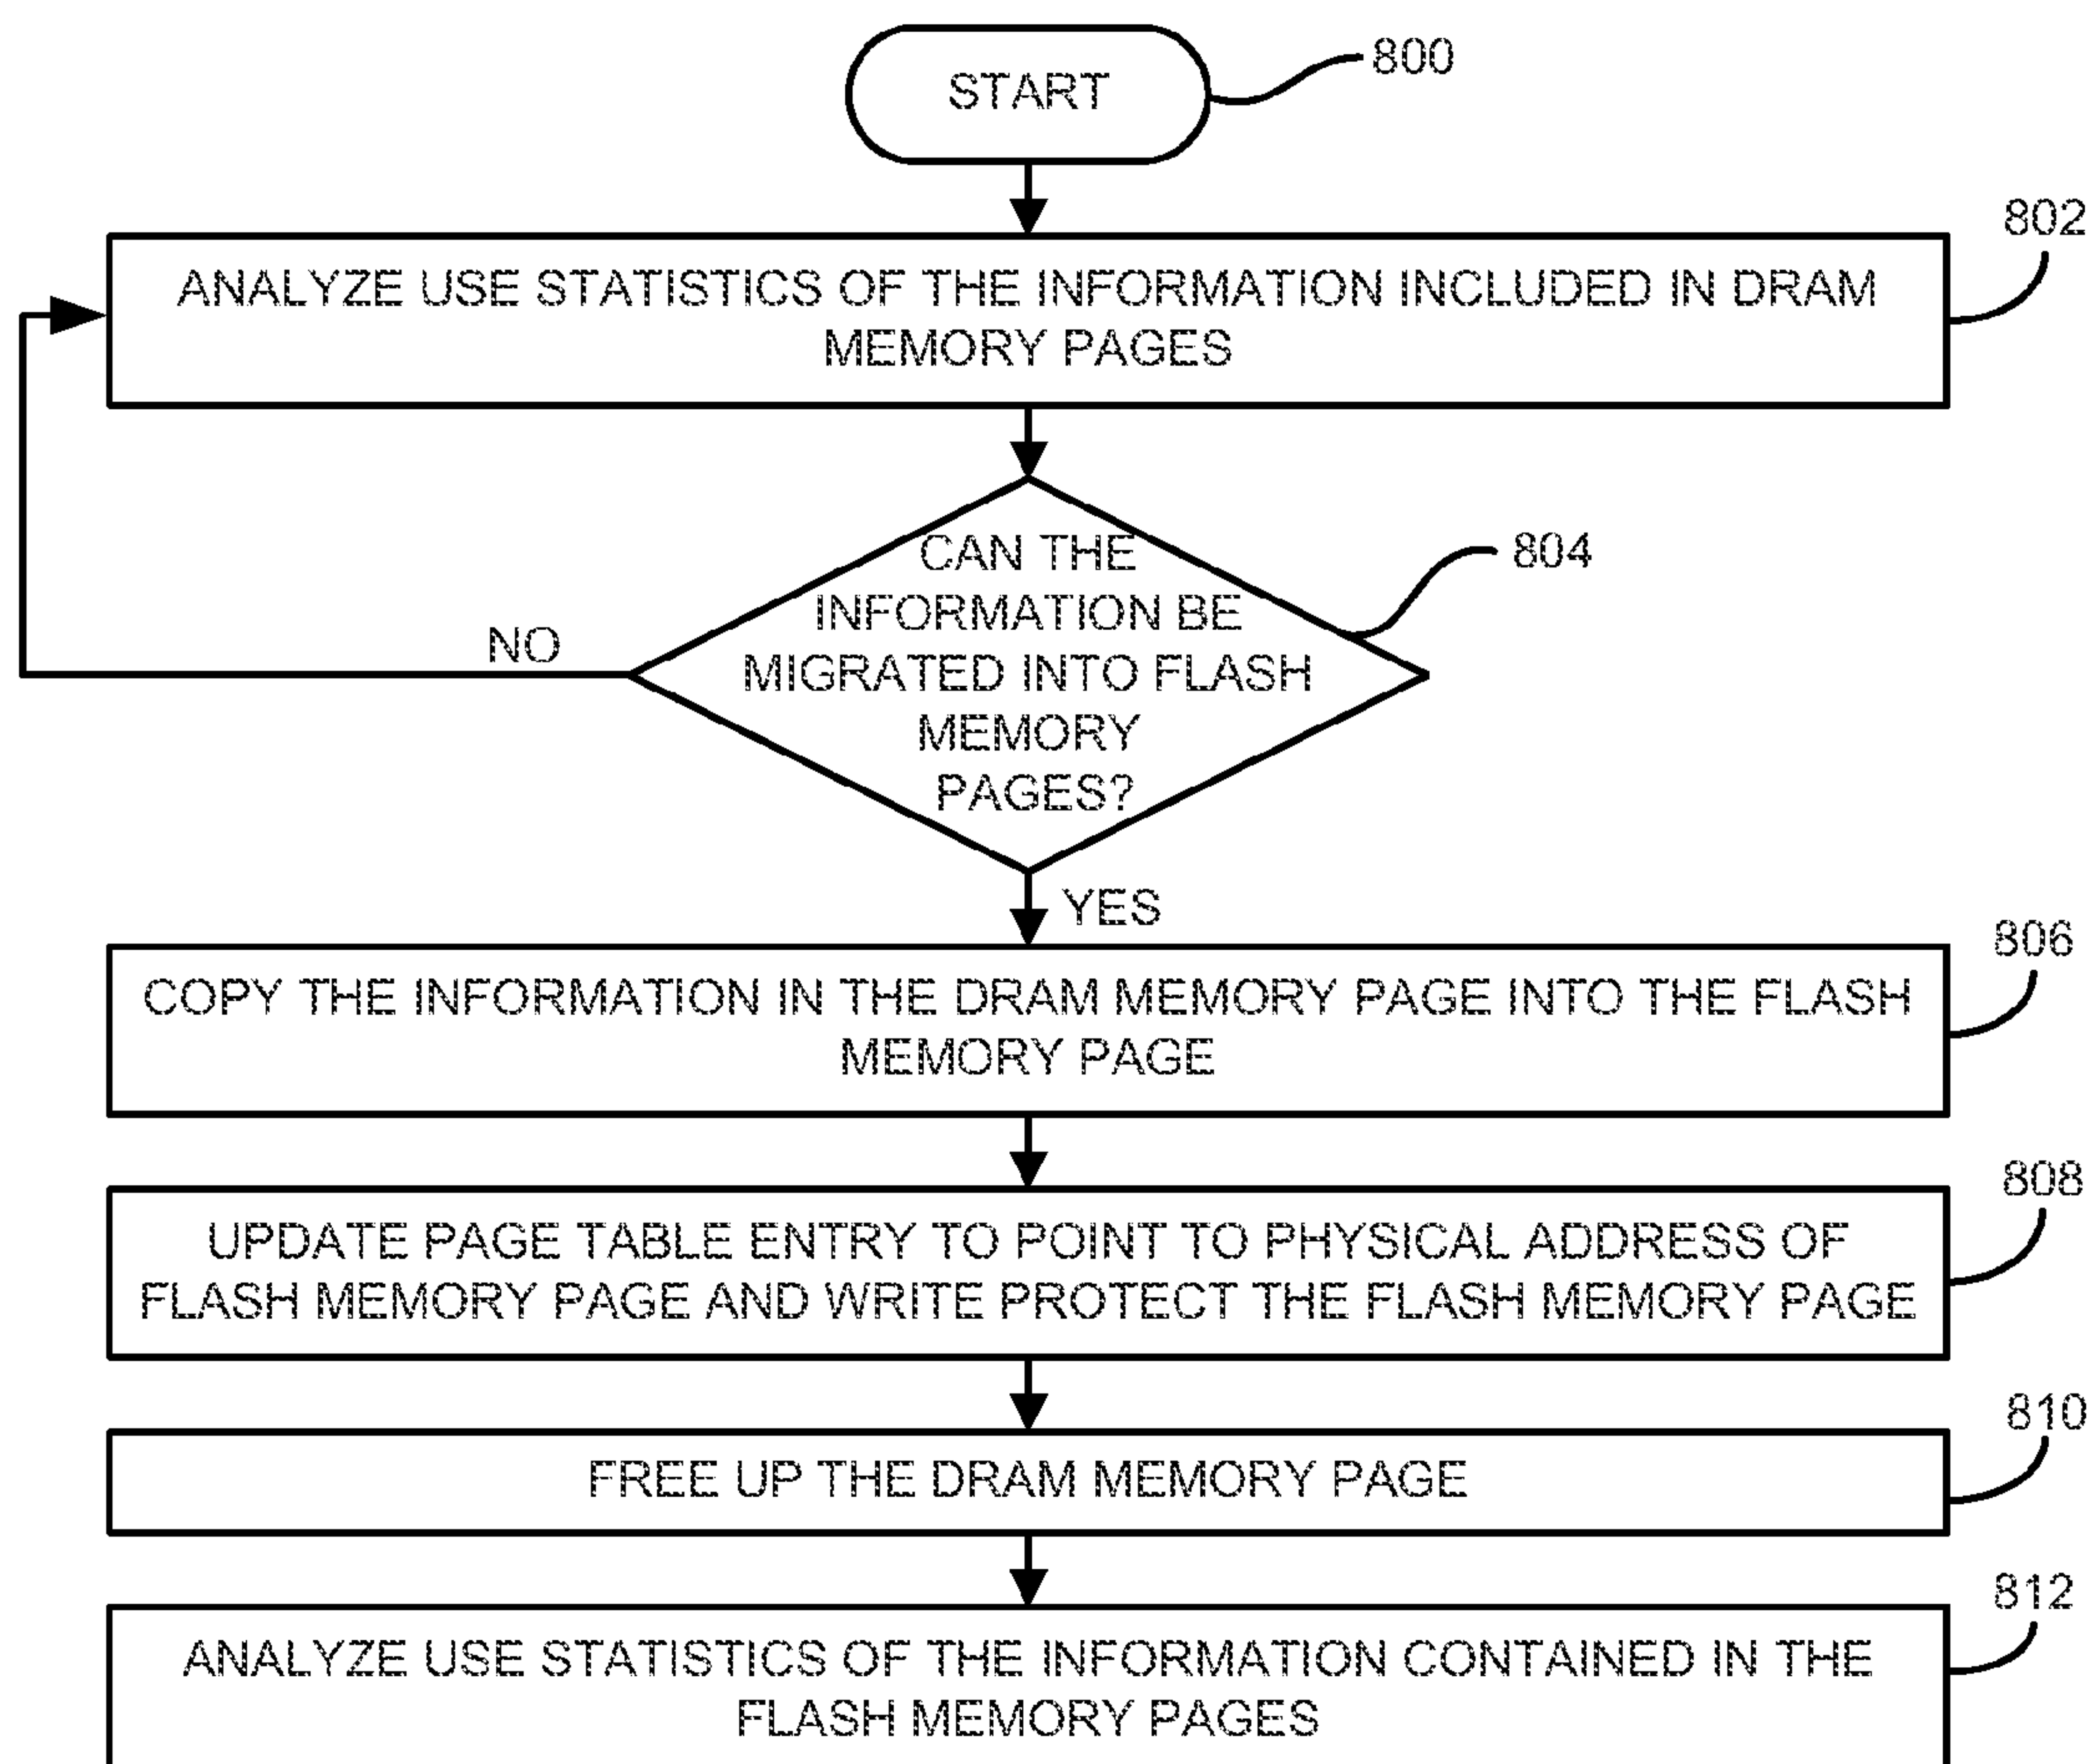 START
800
802
ANALYZE USE STATISTICS OF THE INFORMATION INCLUDED IN DRAM
MEMORY PAGES
804
CAN THE
INFORMATION BE
MIGRATED INTO FLASH
MEMORY
PAGES?
NO
YES
806
COPY THE INFORMATION IN THE DRAM MEMORY PAGE INTO THE FLASH
MEMORY PAGE
808
UPDATE PAGE TABLE ENTRY TO POINT TO PHYSICAL ADDRESS OF
FLASH MEMORY PAGE AND WRITE PROTECT THE FLASH MEMORY PAGE
810
FREE UP THE DRAM MEMORY PAGE
812
ANALYZE USE STATISTICS OF THE INFORMATION CONTAINED IN THE
FLASH MEMORY PAGES